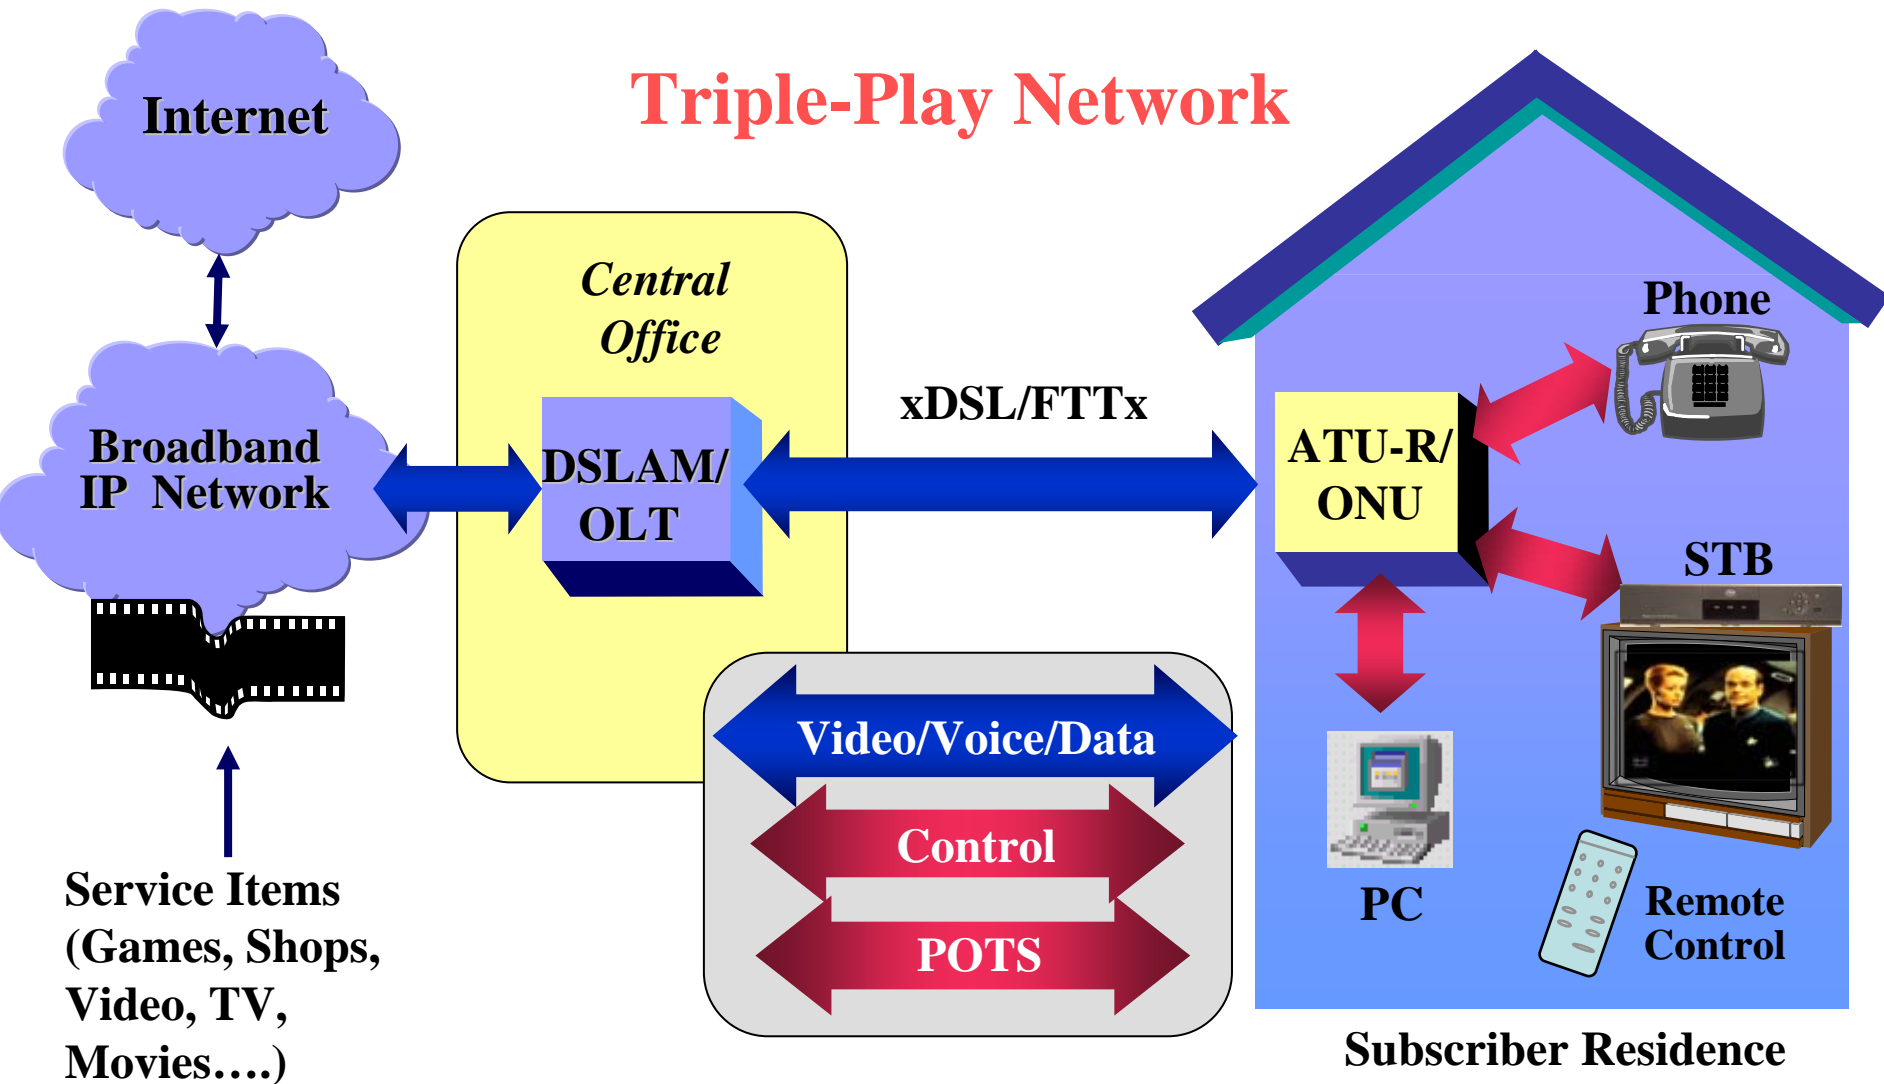 Triple-Play Network
Internet
Broadband
IP Network
Service Items
(Games, Shops,
Video, TV,
Movies….)
Central
Office
DSLAM/
OLT
xDSL/FTTx
Video/Voice/Data
Control
POTS
ATU-R/
ONU
Phone
STB
PC
Remote
Control
Subscriber Residence